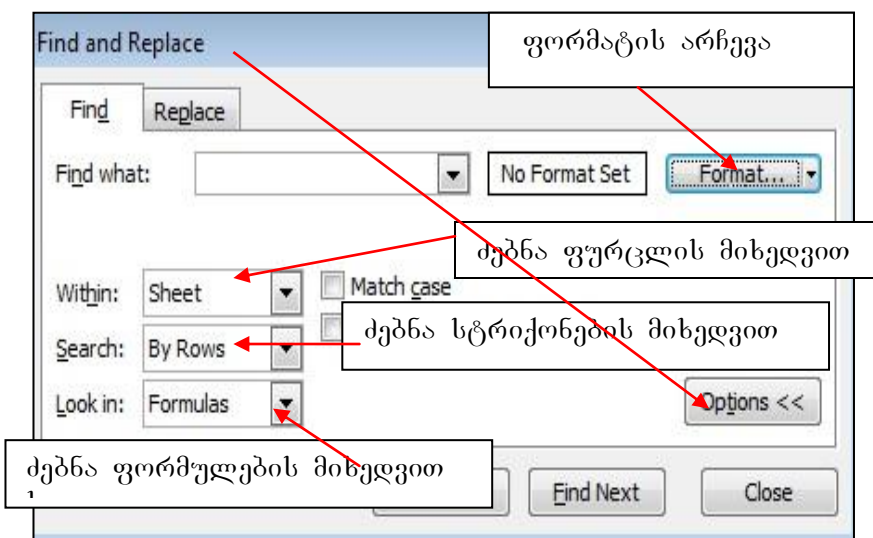 Find and Replace
ფორმატის არჩევა
Find Replace
Find what: No Format Set Format...
ძებნა ფურცლის მიხედვით
Within: Sheet Match case
ძებნა სტრიქონების მიხედვით
Search: By Rows
Look in: Formulas Options <<
ძებნა ფორმულების მიხედვით
Find Next Close